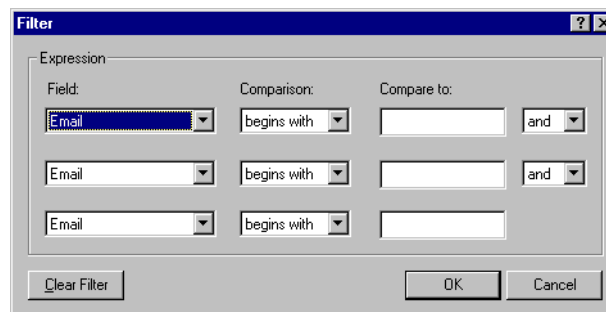 Filter
Expression
Field: Comparison: Compare to:
Email begins with and
Email begins with and
Email begins with
Clear Filter OK Cancel